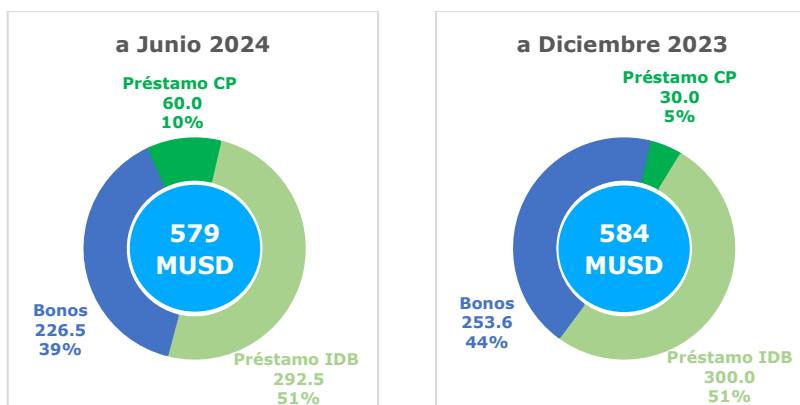 a Junio 2024
Préstamo CP
60.0
10%
579
MUSD
Bonos
226.5
39%
Préstamo IDB
292.5
51%
a Diciembre 2023
Préstamo CP
30.0
5%
584
MUSD
Bonos
253.6
44%
Préstamo IDB
300.0
51%